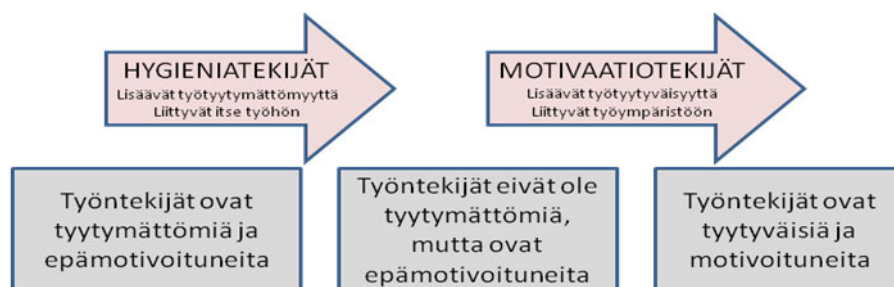 HYGIENIATEKIJÄT
Lisäävät työtyytymättömyyttä
Liittyvät itse työhön
MOTIVAATIOTEKIJÄT
Lisäävät työtyytyväisyyttä
Liittyvät työympäristöön
Työntekijät ovat
tyytymättömiä ja
epämotivoituneita
Työntekijät eivät ole
tyytymättömiä,
mutta ovat
epämotivoituneita
Työntekijät ovat
tyytyväisiä ja
motivoituneita